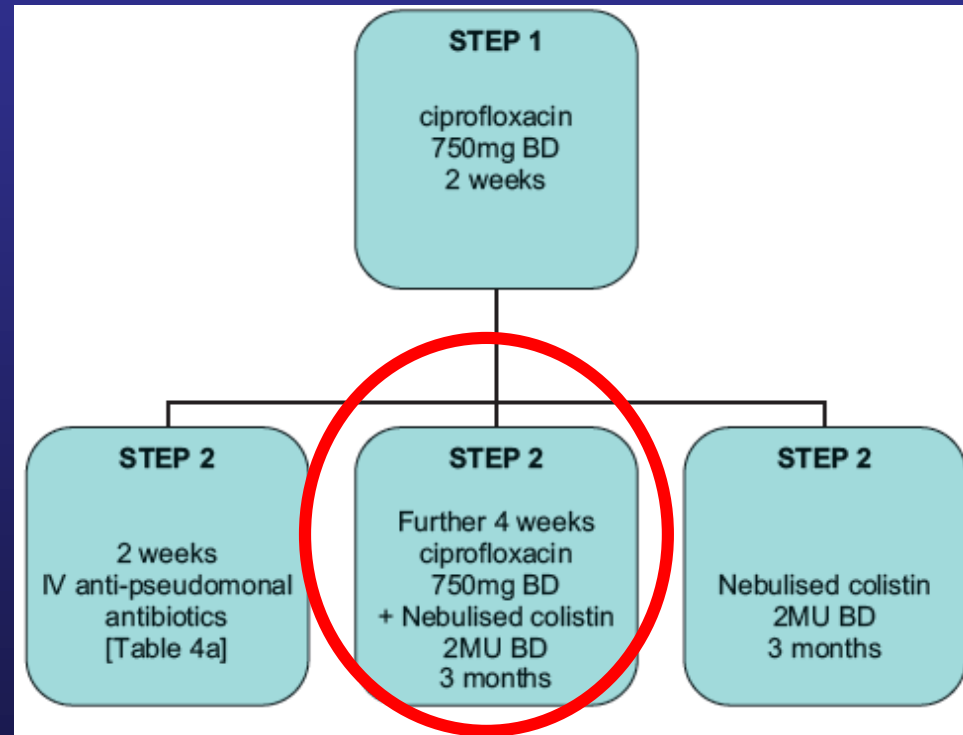 STEP 1
ciprofloxacin
750mg BD
2 weeks
STEP 2
2 weeks
IV anti-pseudomonal
antibiotics
[Table 4a]
STEP 2
Further 4 weeks
ciprofloxacin
750mg BD
+ Nebulised colistin
2MU BD
3 months
STEP 2
Nebulised colistin
2MU BD
3 months